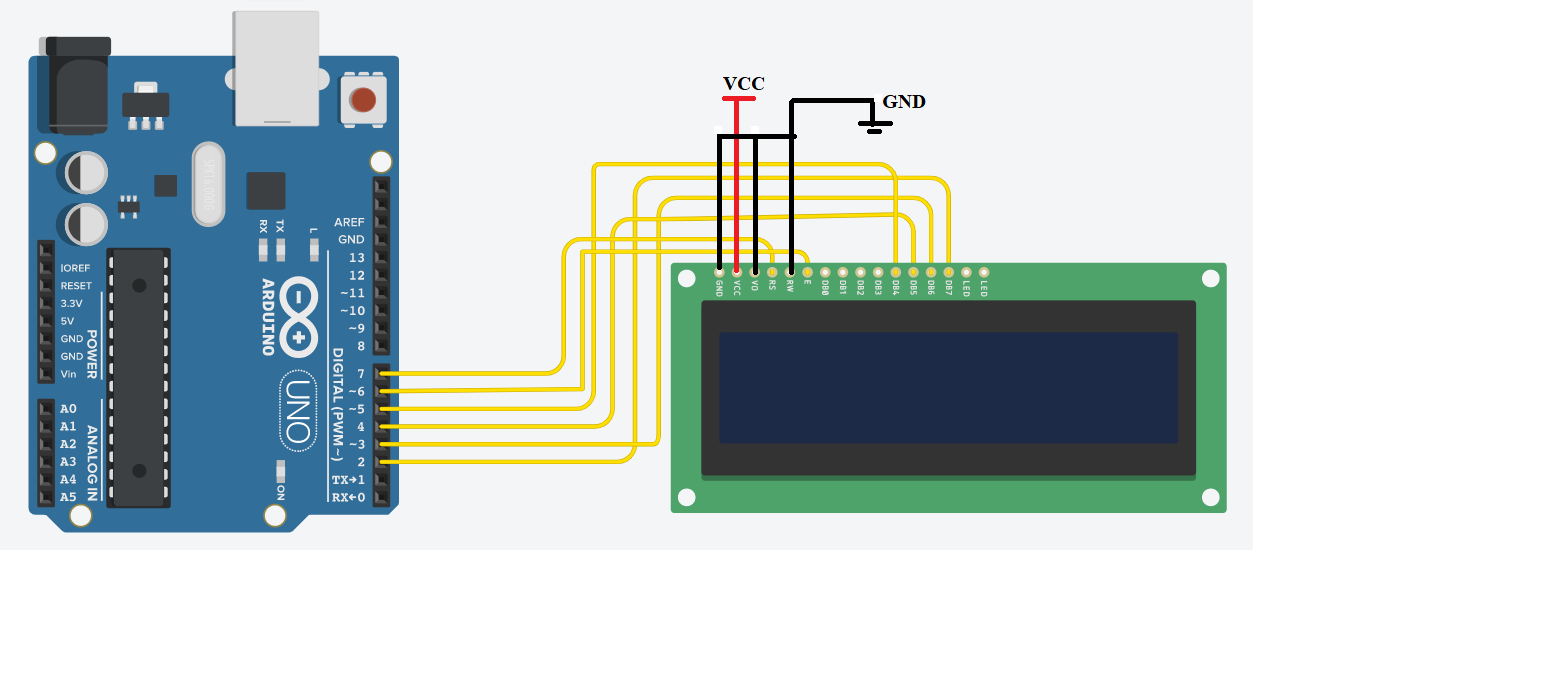 VCC
GND
RX
TX
L
AREF
GND
13
12
~11
~10
~9
8
IOREF
RESET
3.3V
5V
GND
GND
Vin
POWER
ARDUINO
UNO
DIGITAL (PWM ~)
7
~6
~5
4
~3
2
TX→1
RX←0
A0
A1
A2
A3
A4
A5
ANALOG IN
ON
GND
VCC
VO
RS
RW
E
DB0
DB1
DB2
DB3
DB4
DB5
DB6
DB7
LED
LED